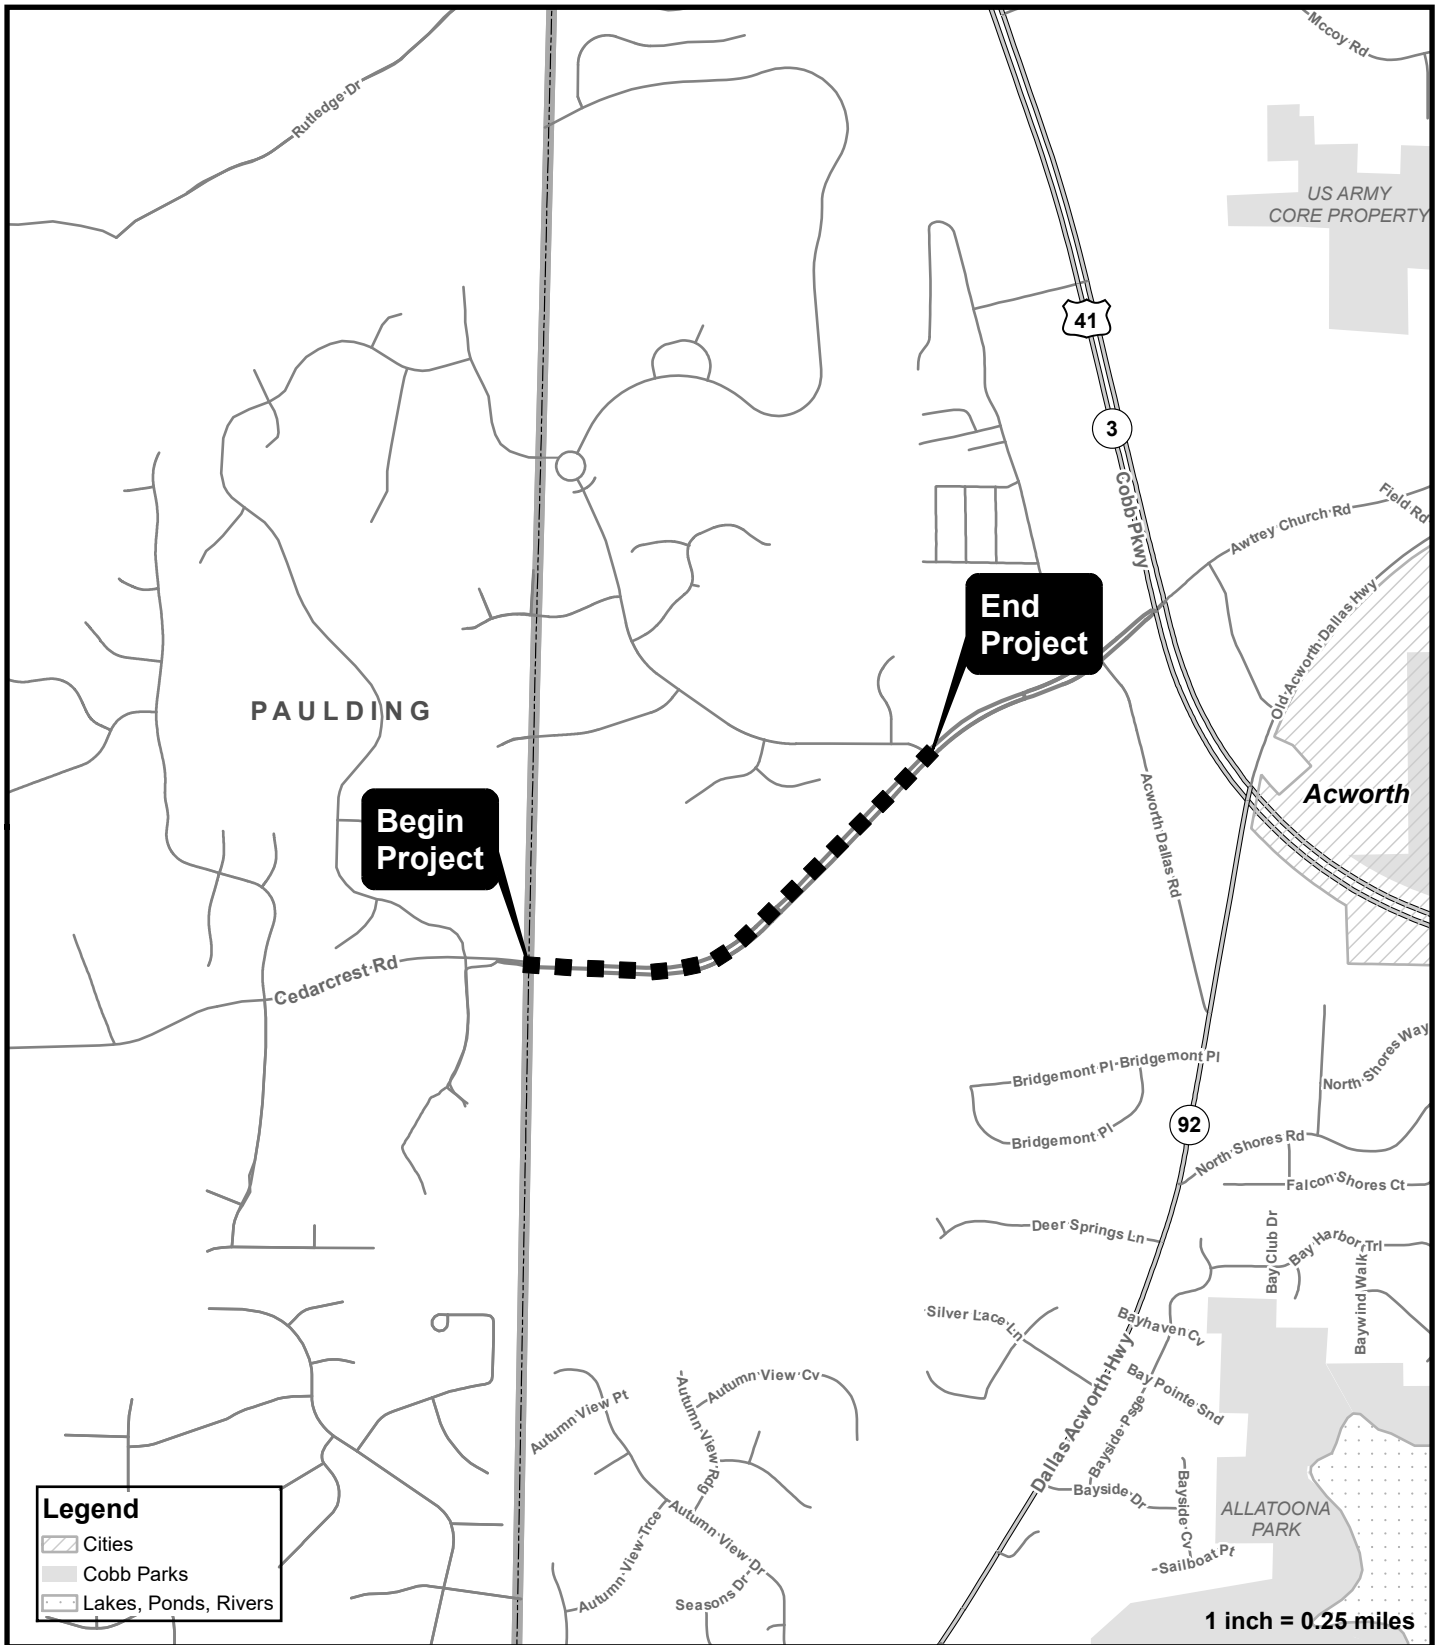 Mccoy Rd
Rutledge Dr
US ARMY
CORE PROPERTY
41
3
Cobb Pkwy
Field Rd
Awtrey Church Rd
Old Acworth Dallas Hwy
End
Project
PAULDING
Acworth
Begin
Project
Acworth Dallas Rd
Cedarcrest Rd
North Shores Way
Bridgemont Pl
Bridgemont Pl
Bridgemont Pl
92
North Shores Rd
Falcon Shores Ct
Deer Springs Ln
Bay Club Dr
Bay Harbor Trl
Baywind Walk
Silver Lace Ln
Bayhaven Cv
Dallas Acworth Hwy
Bay Pointe Snd
Bayside Psge
Autumn View Cv
Autumn View Pt
Autumn View Rdg
Bayside Dr
Bayside Cv
ALLATOONA
PARK
Autumn View Trce
Autumn View Dr
Seasons Dr
Sailboat Pt
Legend
Cities
Cobb Parks
Lakes, Ponds, Rivers
1 inch = 0.25 miles